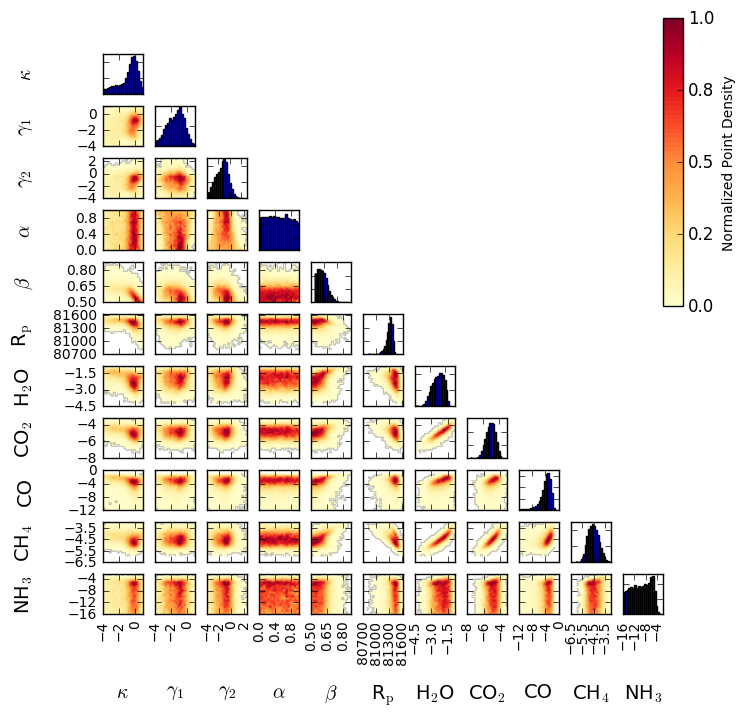 1.0
0.8
0.5
0.2
0.0
Normalized Point Density
κ
γ₁
0
−2
−4
γ₂
2
0
−2
−4
α
0.8
0.4
0.0
β
0.80
0.65
0.50
Rₚ
81600
81300
81000
80700
H₂O
−1.5
−3.0
−4.5
CO₂
−4
−6
−8
CO
0
−4
−8
−12
CH₄
−3.5
−4.5
−5.5
−6.5
NH₃
−4
−8
−12
−16
−4 −2 0 −4 −2 0 −4 −2 0 2 0.0 0.4 0.8 0.50 0.65 0.80 80700 81000 81300 81600 −4.5 −3.0 −1.5 −8 −6 −4 −12 −8 −4 0 −6.5 −5.5 −4.5 −3.5 −16 −12 −8 −4
κ γ₁ γ₂ α β Rₚ H₂O CO₂ CO CH₄ NH₃